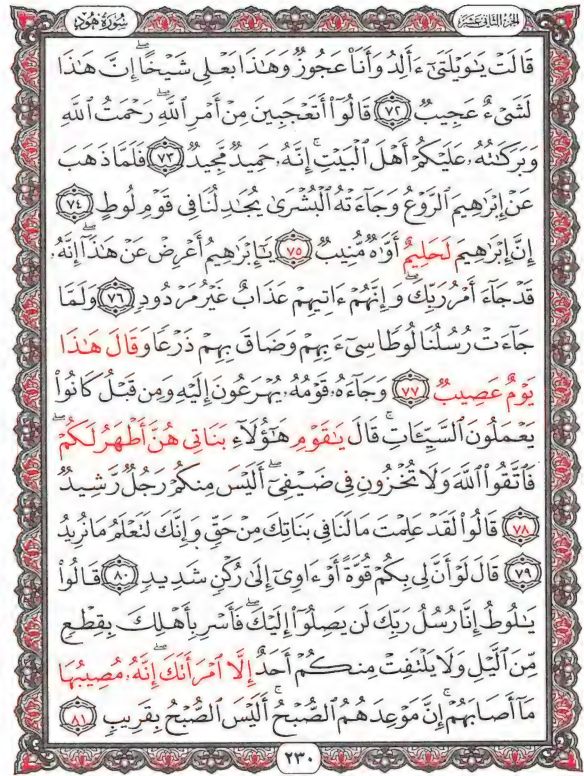 سُورَةُ هُودٍ
الجزء الثاني عشر
قَالَتْ يَـٰوَيْلَتَىٰٓ ءَأَلِدُ وَأَنَا۠ عَجُوزٌ وَهَـٰذَا بَعْلِى شَيْخًا ۖ إِنَّ هَـٰذَا
لَشَىْءٌ عَجِيبٌ ٧٢ قَالُوٓا۟ أَتَعْجَبِينَ مِنْ أَمْرِ ٱللَّهِ ۖ رَحْمَتُ ٱللَّهِ
وَبَرَكَـٰتُهُۥ عَلَيْكُمْ أَهْلَ ٱلْبَيْتِ ۚ إِنَّهُۥ حَمِيدٌ مَّجِيدٌ ٧٣ فَلَمَّا ذَهَبَ
عَنْ إِبْرَٰهِيمَ ٱلرَّوْعُ وَجَآءَتْهُ ٱلْبُشْرَىٰ يُجَـٰدِلُنَا فِى قَوْمِ لُوطٍ ٧٤
إِنَّ إِبْرَٰهِيمَ لَحَلِيمٌ أَوَّٰهٌ مُّنِيبٌ ٧٥ يَـٰٓإِبْرَٰهِيمُ أَعْرِضْ عَنْ هَـٰذَآ ۖ إِنَّهُۥ
قَدْ جَآءَ أَمْرُ رَبِّكَ ۖ وَإِنَّهُمْ ءَاتِيهِمْ عَذَابٌ غَيْرُ مَرْدُودٍ ٧٦ وَلَمَّا
جَآءَتْ رُسُلُنَا لُوطًا سِىٓءَ بِهِمْ وَضَاقَ بِهِمْ ذَرْعًا وَقَالَ هَـٰذَا
يَوْمٌ عَصِيبٌ ٧٧ وَجَآءَهُۥ قَوْمُهُۥ يُهْرَعُونَ إِلَيْهِ وَمِن قَبْلُ كَانُوا۟
يَعْمَلُونَ ٱلسَّيِّـَٔاتِ ۚ قَالَ يَـٰقَوْمِ هَـٰٓؤُلَآءِ بَنَاتِى هُنَّ أَطْهَرُ لَكُمْ ۖ
فَٱتَّقُوا۟ ٱللَّهَ وَلَا تُخْزُونِ فِى ضَيْفِىٓ ۖ أَلَيْسَ مِنكُمْ رَجُلٌ رَّشِيدٌ
٧٨ قَالُوا۟ لَقَدْ عَلِمْتَ مَا لَنَا فِى بَنَاتِكَ مِنْ حَقٍّ وَإِنَّكَ لَتَعْلَمُ مَا نُرِيدُ
٧٩ قَالَ لَوْ أَنَّ لِى بِكُمْ قُوَّةً أَوْ ءَاوِىٓ إِلَىٰ رُكْنٍ شَدِيدٍ ٨٠ قَالُوا۟
يَـٰلُوطُ إِنَّا رُسُلُ رَبِّكَ لَن يَصِلُوٓا۟ إِلَيْكَ ۖ فَأَسْرِ بِأَهْلِكَ بِقِطْعٍ
مِّنَ ٱلَّيْلِ وَلَا يَلْتَفِتْ مِنكُمْ أَحَدٌ إِلَّا ٱمْرَأَتَكَ ۖ إِنَّهُۥ مُصِيبُهَا
مَآ أَصَابَهُمْ ۚ إِنَّ مَوْعِدَهُمُ ٱلصُّبْحُ ۚ أَلَيْسَ ٱلصُّبْحُ بِقَرِيبٍ ٨١
٢٣٠